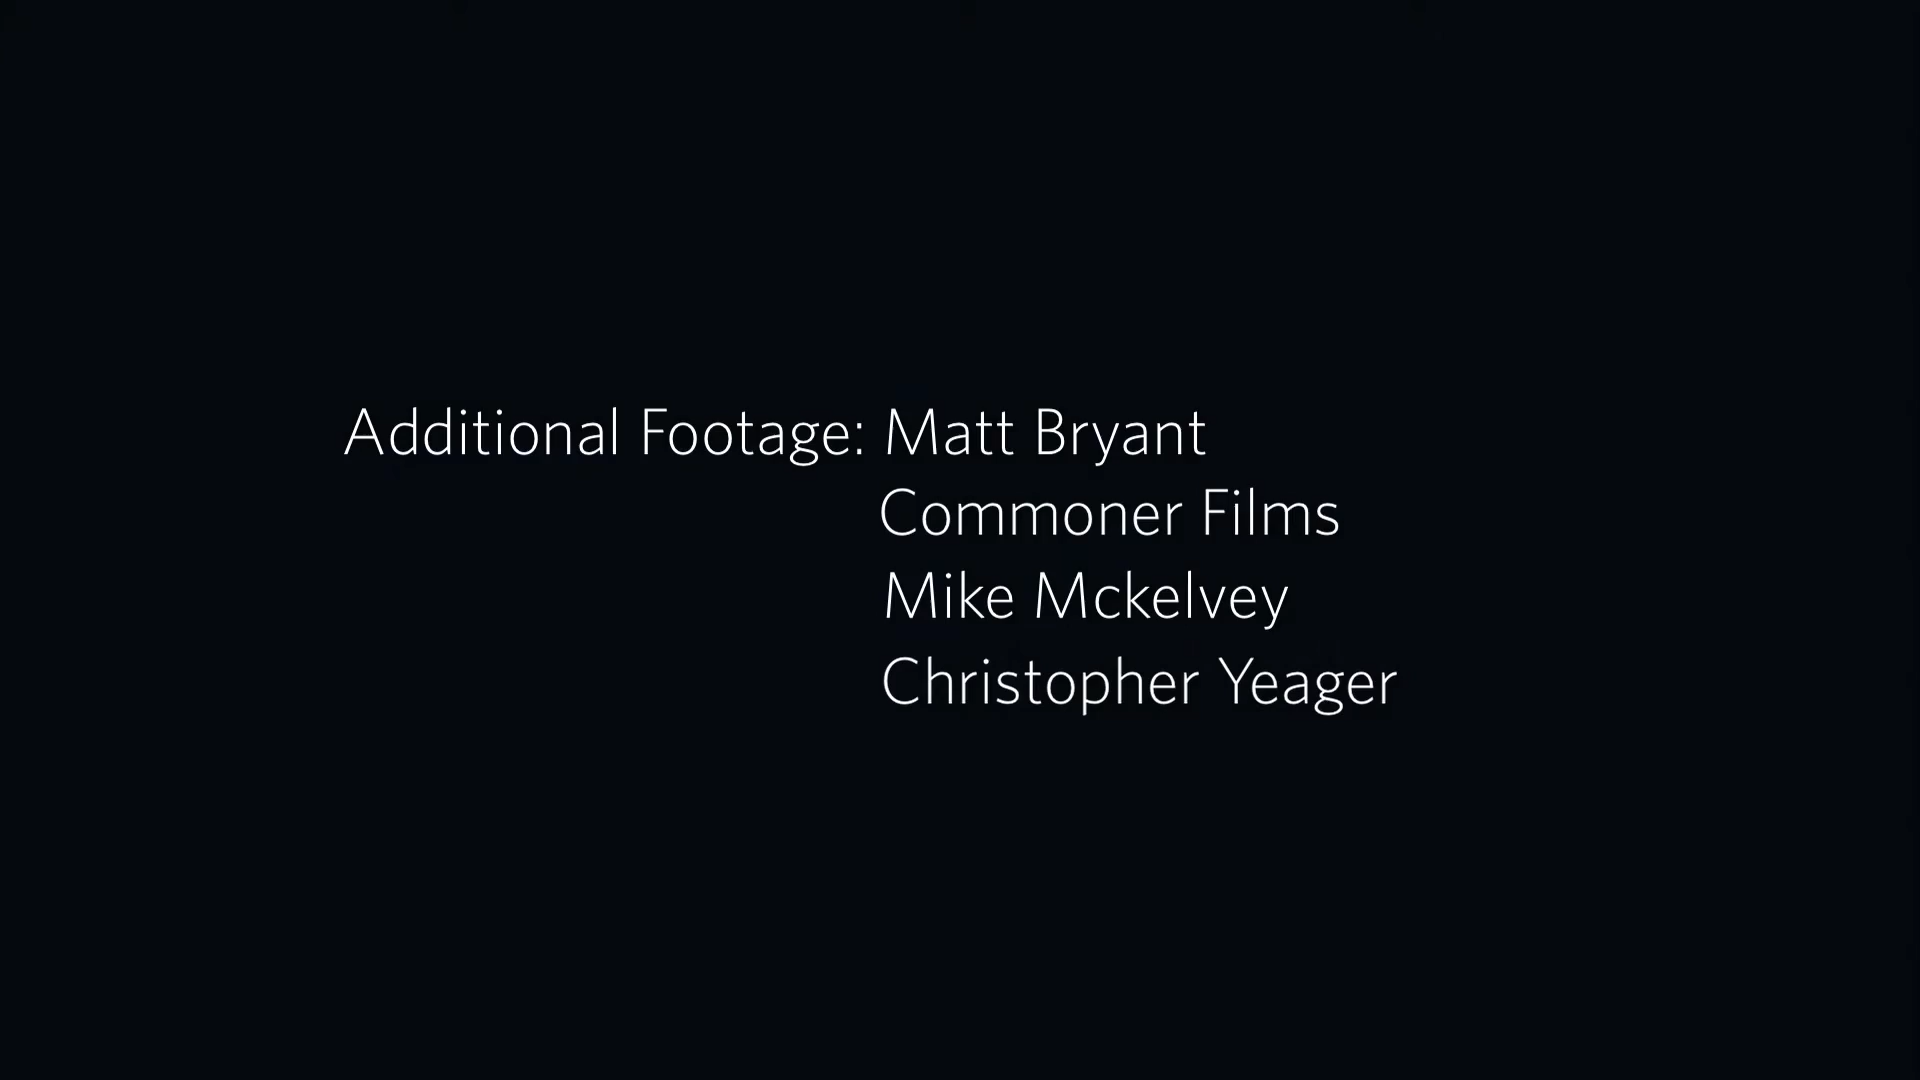 Additional Footage: Matt Bryant
Commoner Films
Mike Mckelvey
Christopher Yeager